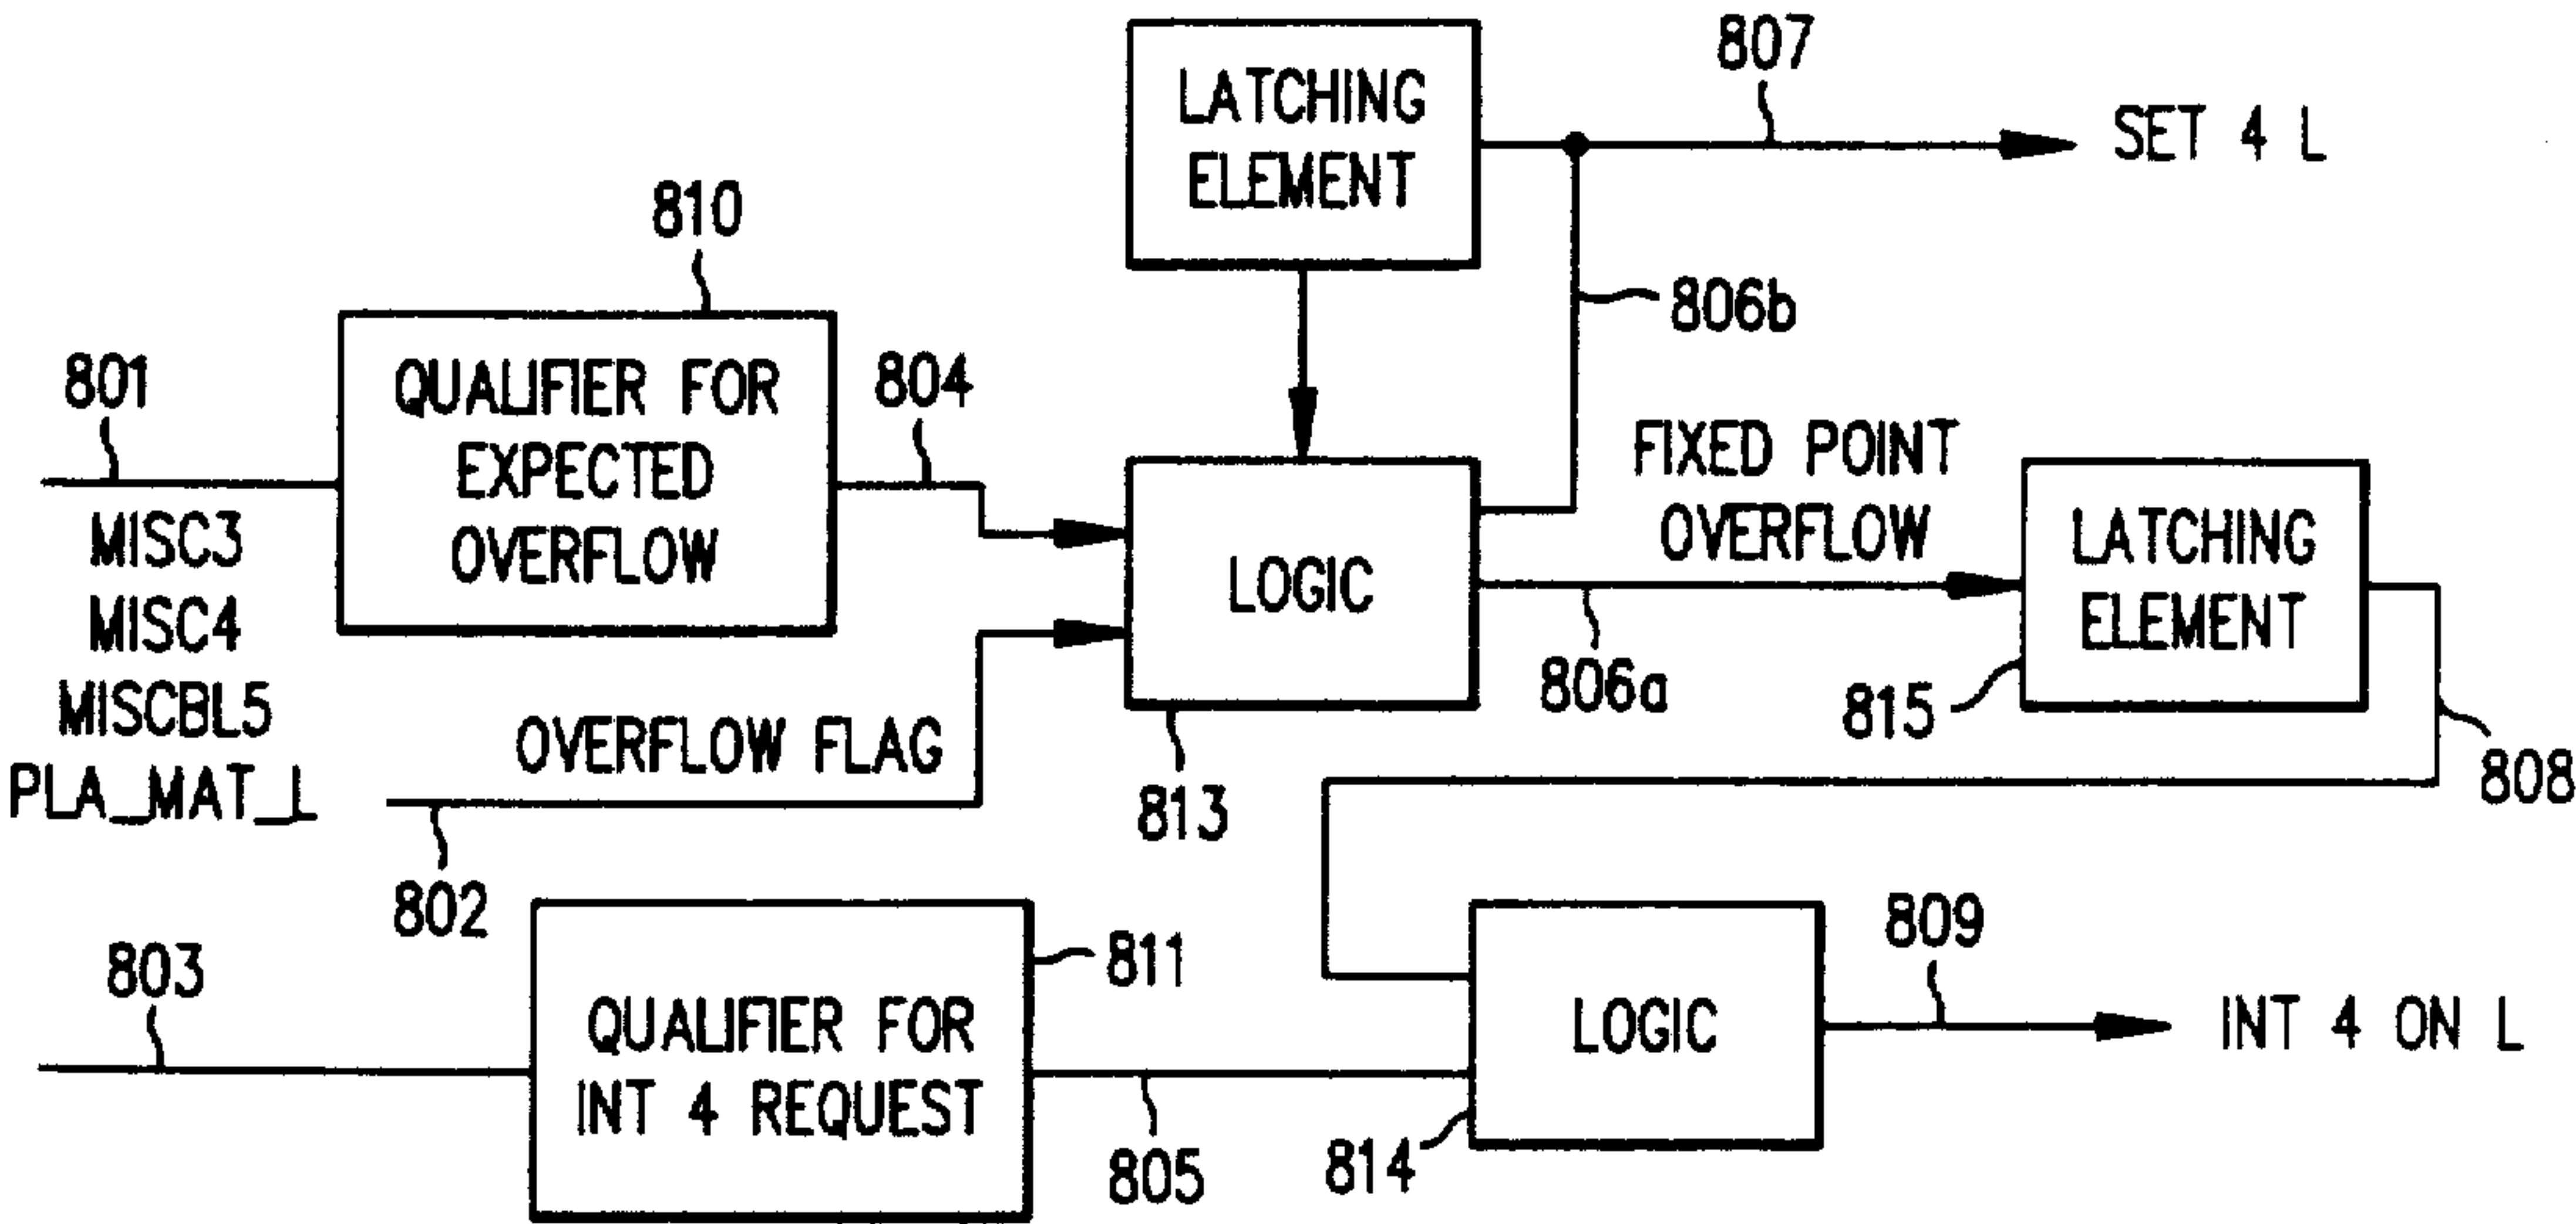 807
LATCHING
ELEMENT
SET 4 L
810
806b
801
QUALIFIER FOR
EXPECTED
OVERFLOW
804
FIXED POINT
OVERFLOW
MISC3
MISC4
MISCBL5
PLA_MAT_L
LOGIC
LATCHING
ELEMENT
806a
815
OVERFLOW FLAG
813
808
802
803
811
QUALIFIER FOR
INT 4 REQUEST
805
LOGIC
814
809
INT 4 ON L